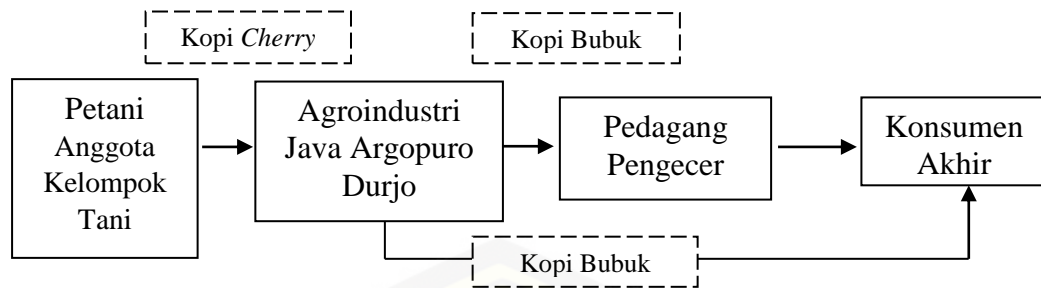 Kopi Cherry
Kopi Bubuk
Petani
Anggota
Kelompok
Tani
Agroindustri
Java Argopuro
Durjo
Pedagang
Pengecer
Konsumen
Akhir
Kopi Bubuk